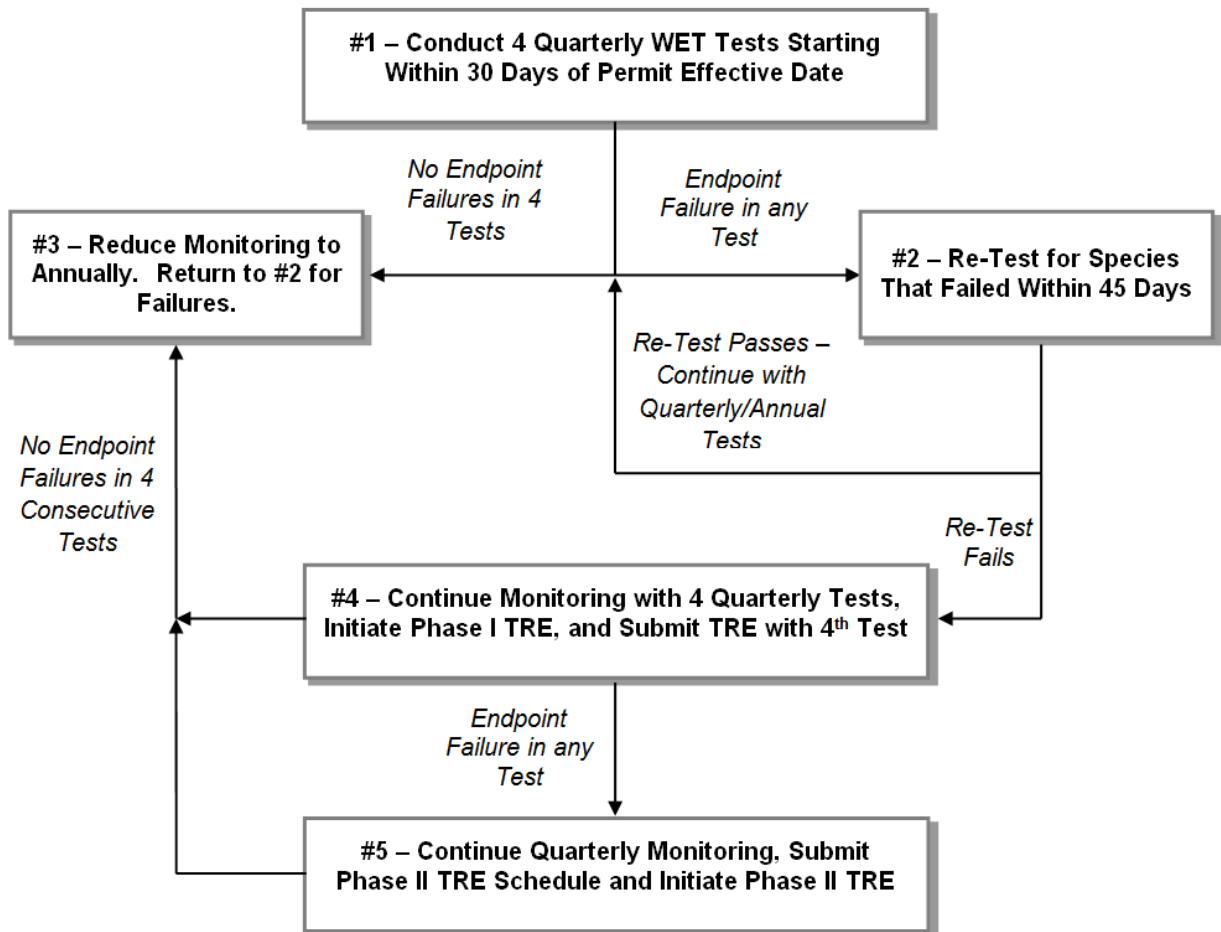 #1 – Conduct 4 Quarterly WET Tests Starting
Within 30 Days of Permit Effective Date
No Endpoint
Failures in 4
Tests
Endpoint
Failure in any
Test
#3 – Reduce Monitoring to
Annually. Return to #2 for
Failures.
#2 – Re-Test for Species
That Failed Within 45 Days
Re-Test Passes –
Continue with
Quarterly/Annual
Tests
No Endpoint
Failures in 4
Consecutive
Tests
Re-Test
Fails
#4 – Continue Monitoring with 4 Quarterly Tests,
Initiate Phase I TRE, and Submit TRE with 4th Test
Endpoint
Failure in any
Test
#5 – Continue Quarterly Monitoring, Submit
Phase II TRE Schedule and Initiate Phase II TRE